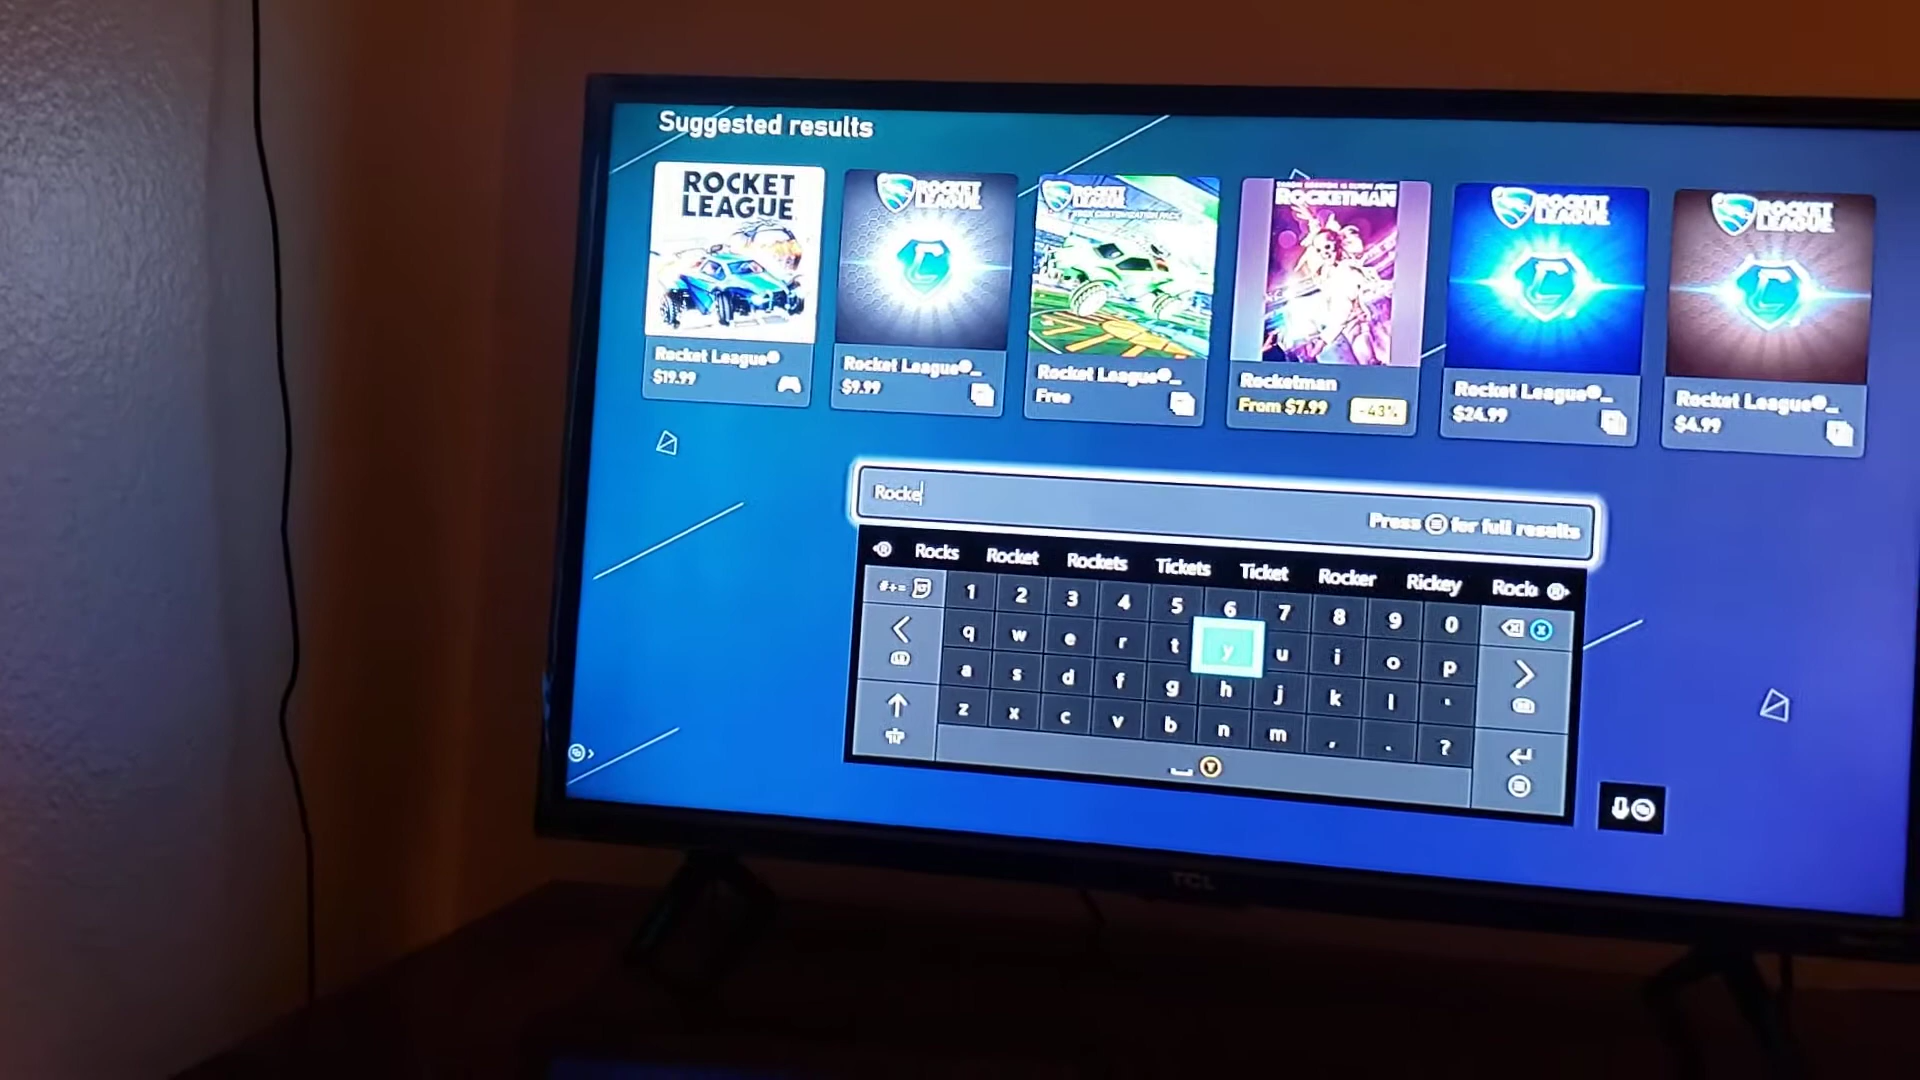 Suggested results
ROCKET
LEAGUE
ROCKET
LEAGUE
ROCKET
LEAGUE
ROCKETMAN
ROCKET
LEAGUE
ROCKET
LEAGUE
Rocket League®
$19.99
Rocket League®_
$9.99
Rocket League®_
Free
Rocketman
From $7.99 -43%
Rocket League®_
$24.99
Rocket League®_
$4.99
Rocke
Press for full results
Rocks Rocket Rockets Tickets Ticket Rocker Rickey
#+= LT 1 2 3 4 5 6 7 8 9 0 X
q w e r t y u i o p
a s d f g h j k l '
z x c v b n m , . ?
Y
TCL